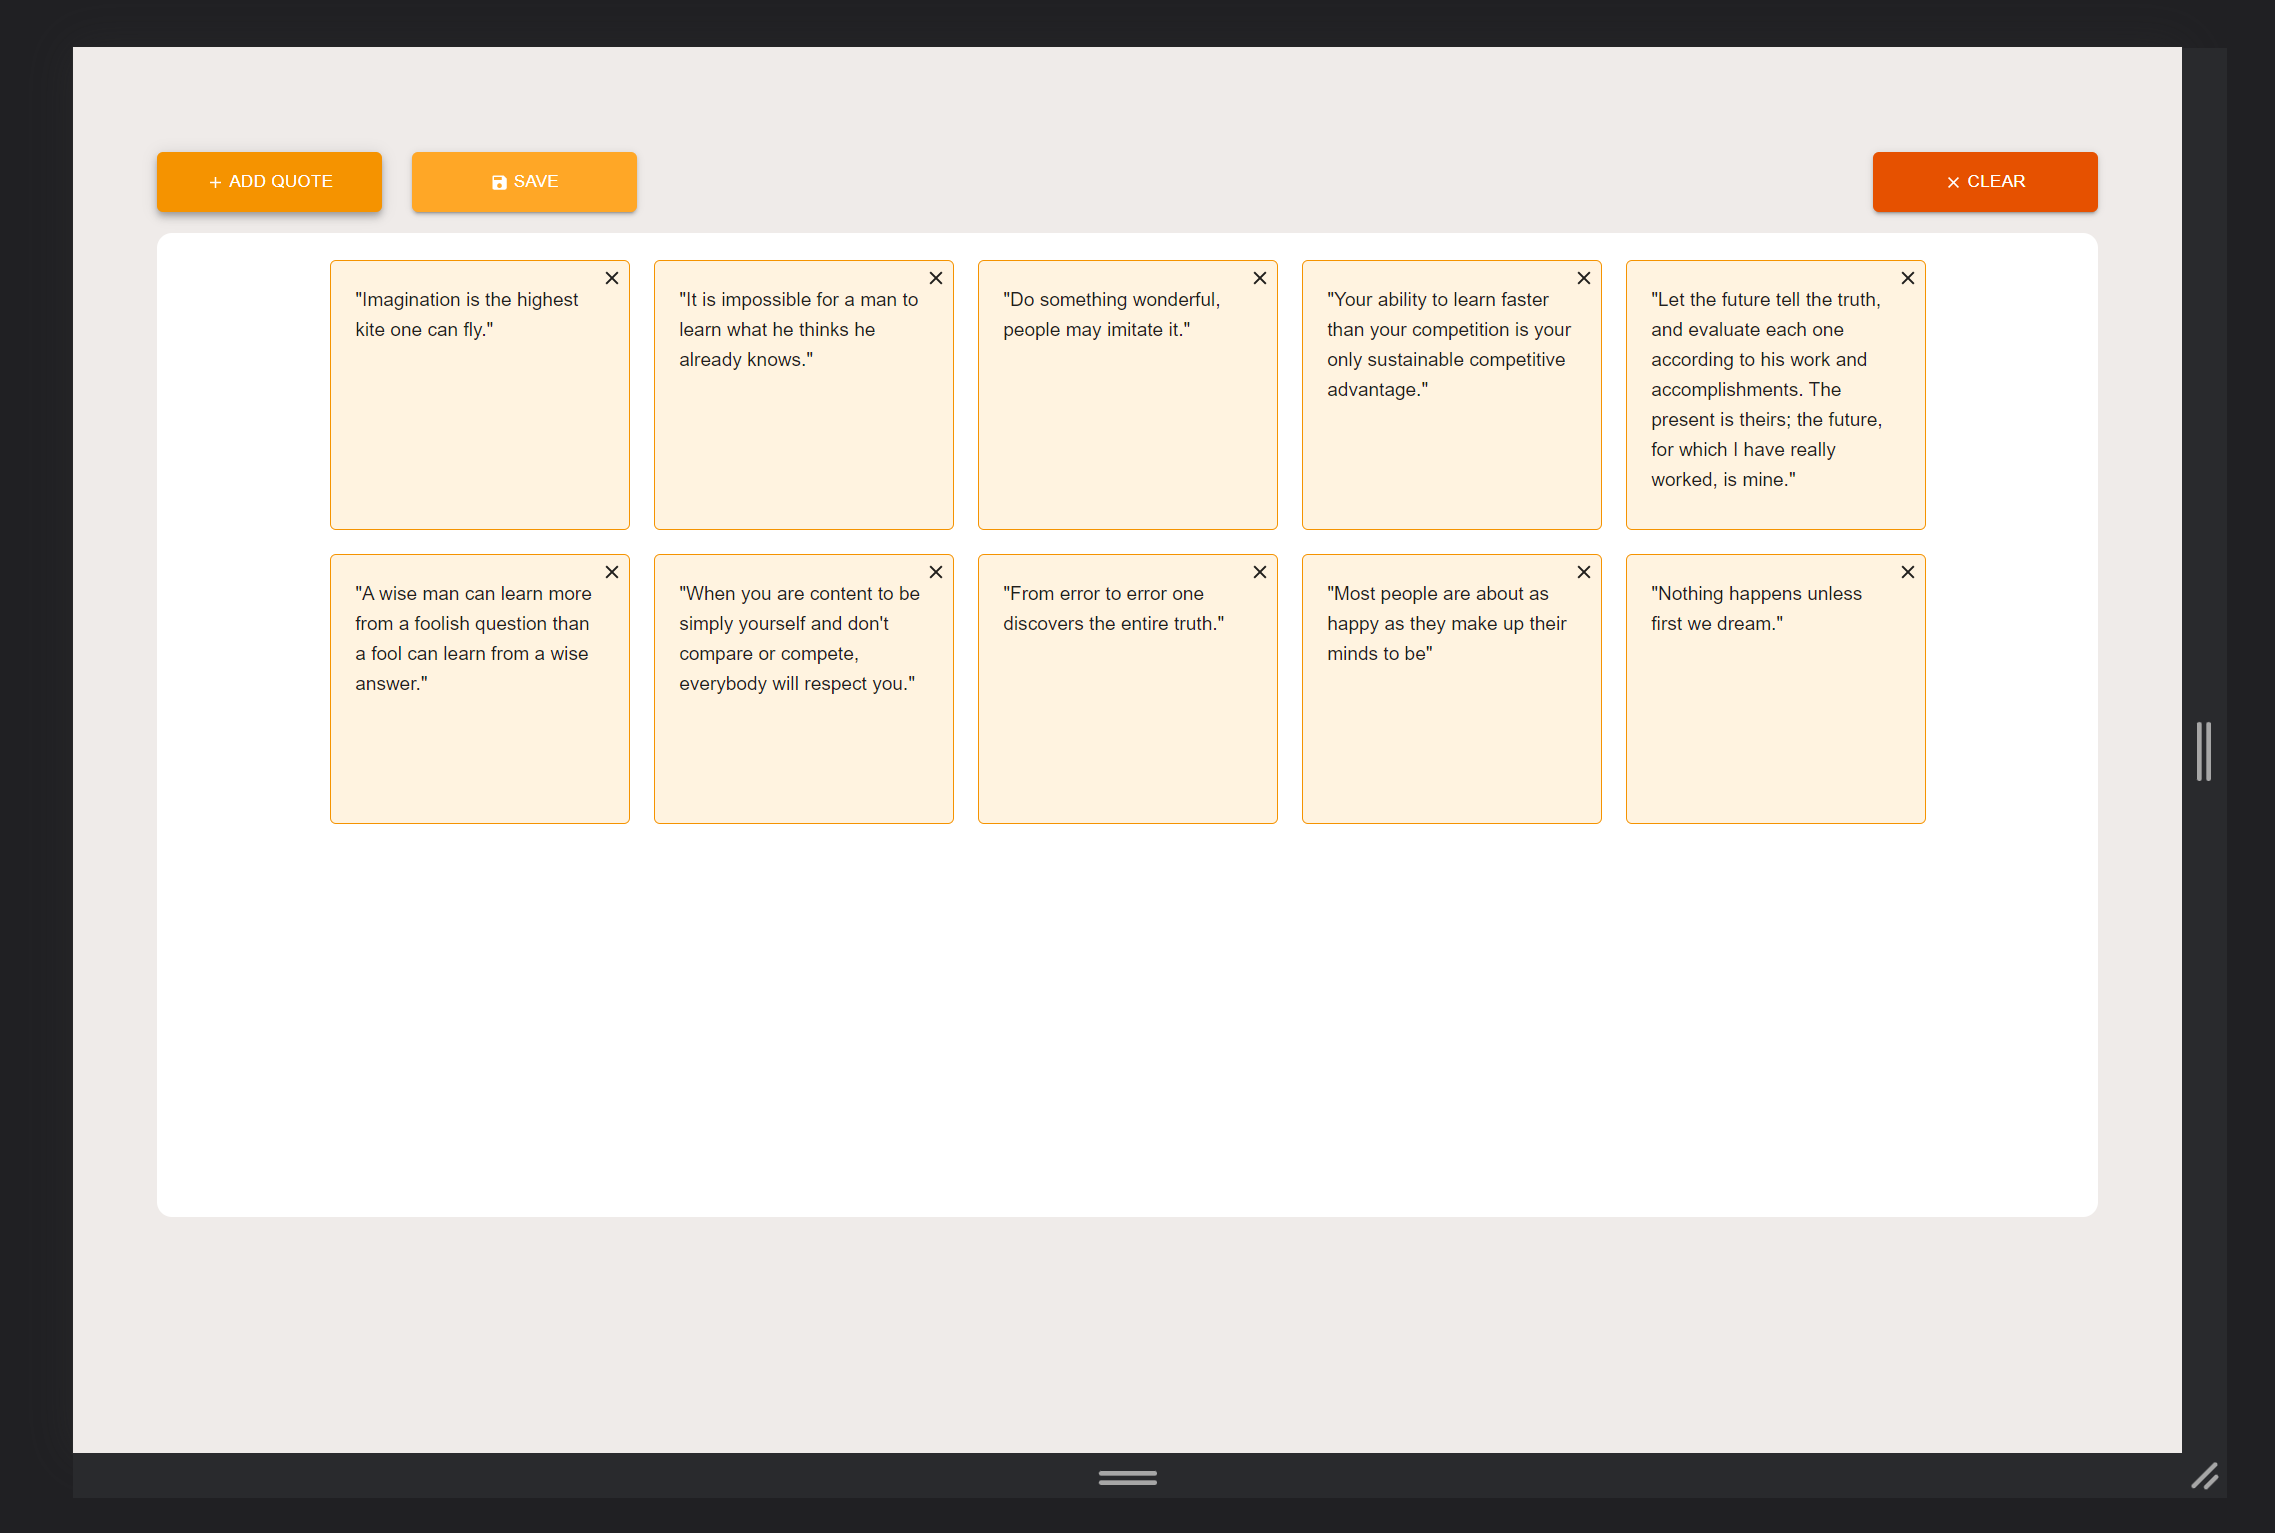 + ADD QUOTE
SAVE
× CLEAR
"Imagination is the highest
kite one can fly."
"It is impossible for a man to
learn what he thinks he
already knows."
"Do something wonderful,
people may imitate it."
"Your ability to learn faster
than your competition is your
only sustainable competitive
advantage."
"Let the future tell the truth,
and evaluate each one
according to his work and
accomplishments. The
present is theirs; the future,
for which I have really
worked, is mine."
"A wise man can learn more
from a foolish question than
a fool can learn from a wise
answer."
"When you are content to be
simply yourself and don't
compare or compete,
everybody will respect you."
"From error to error one
discovers the entire truth."
"Most people are about as
happy as they make up their
minds to be"
"Nothing happens unless
first we dream."